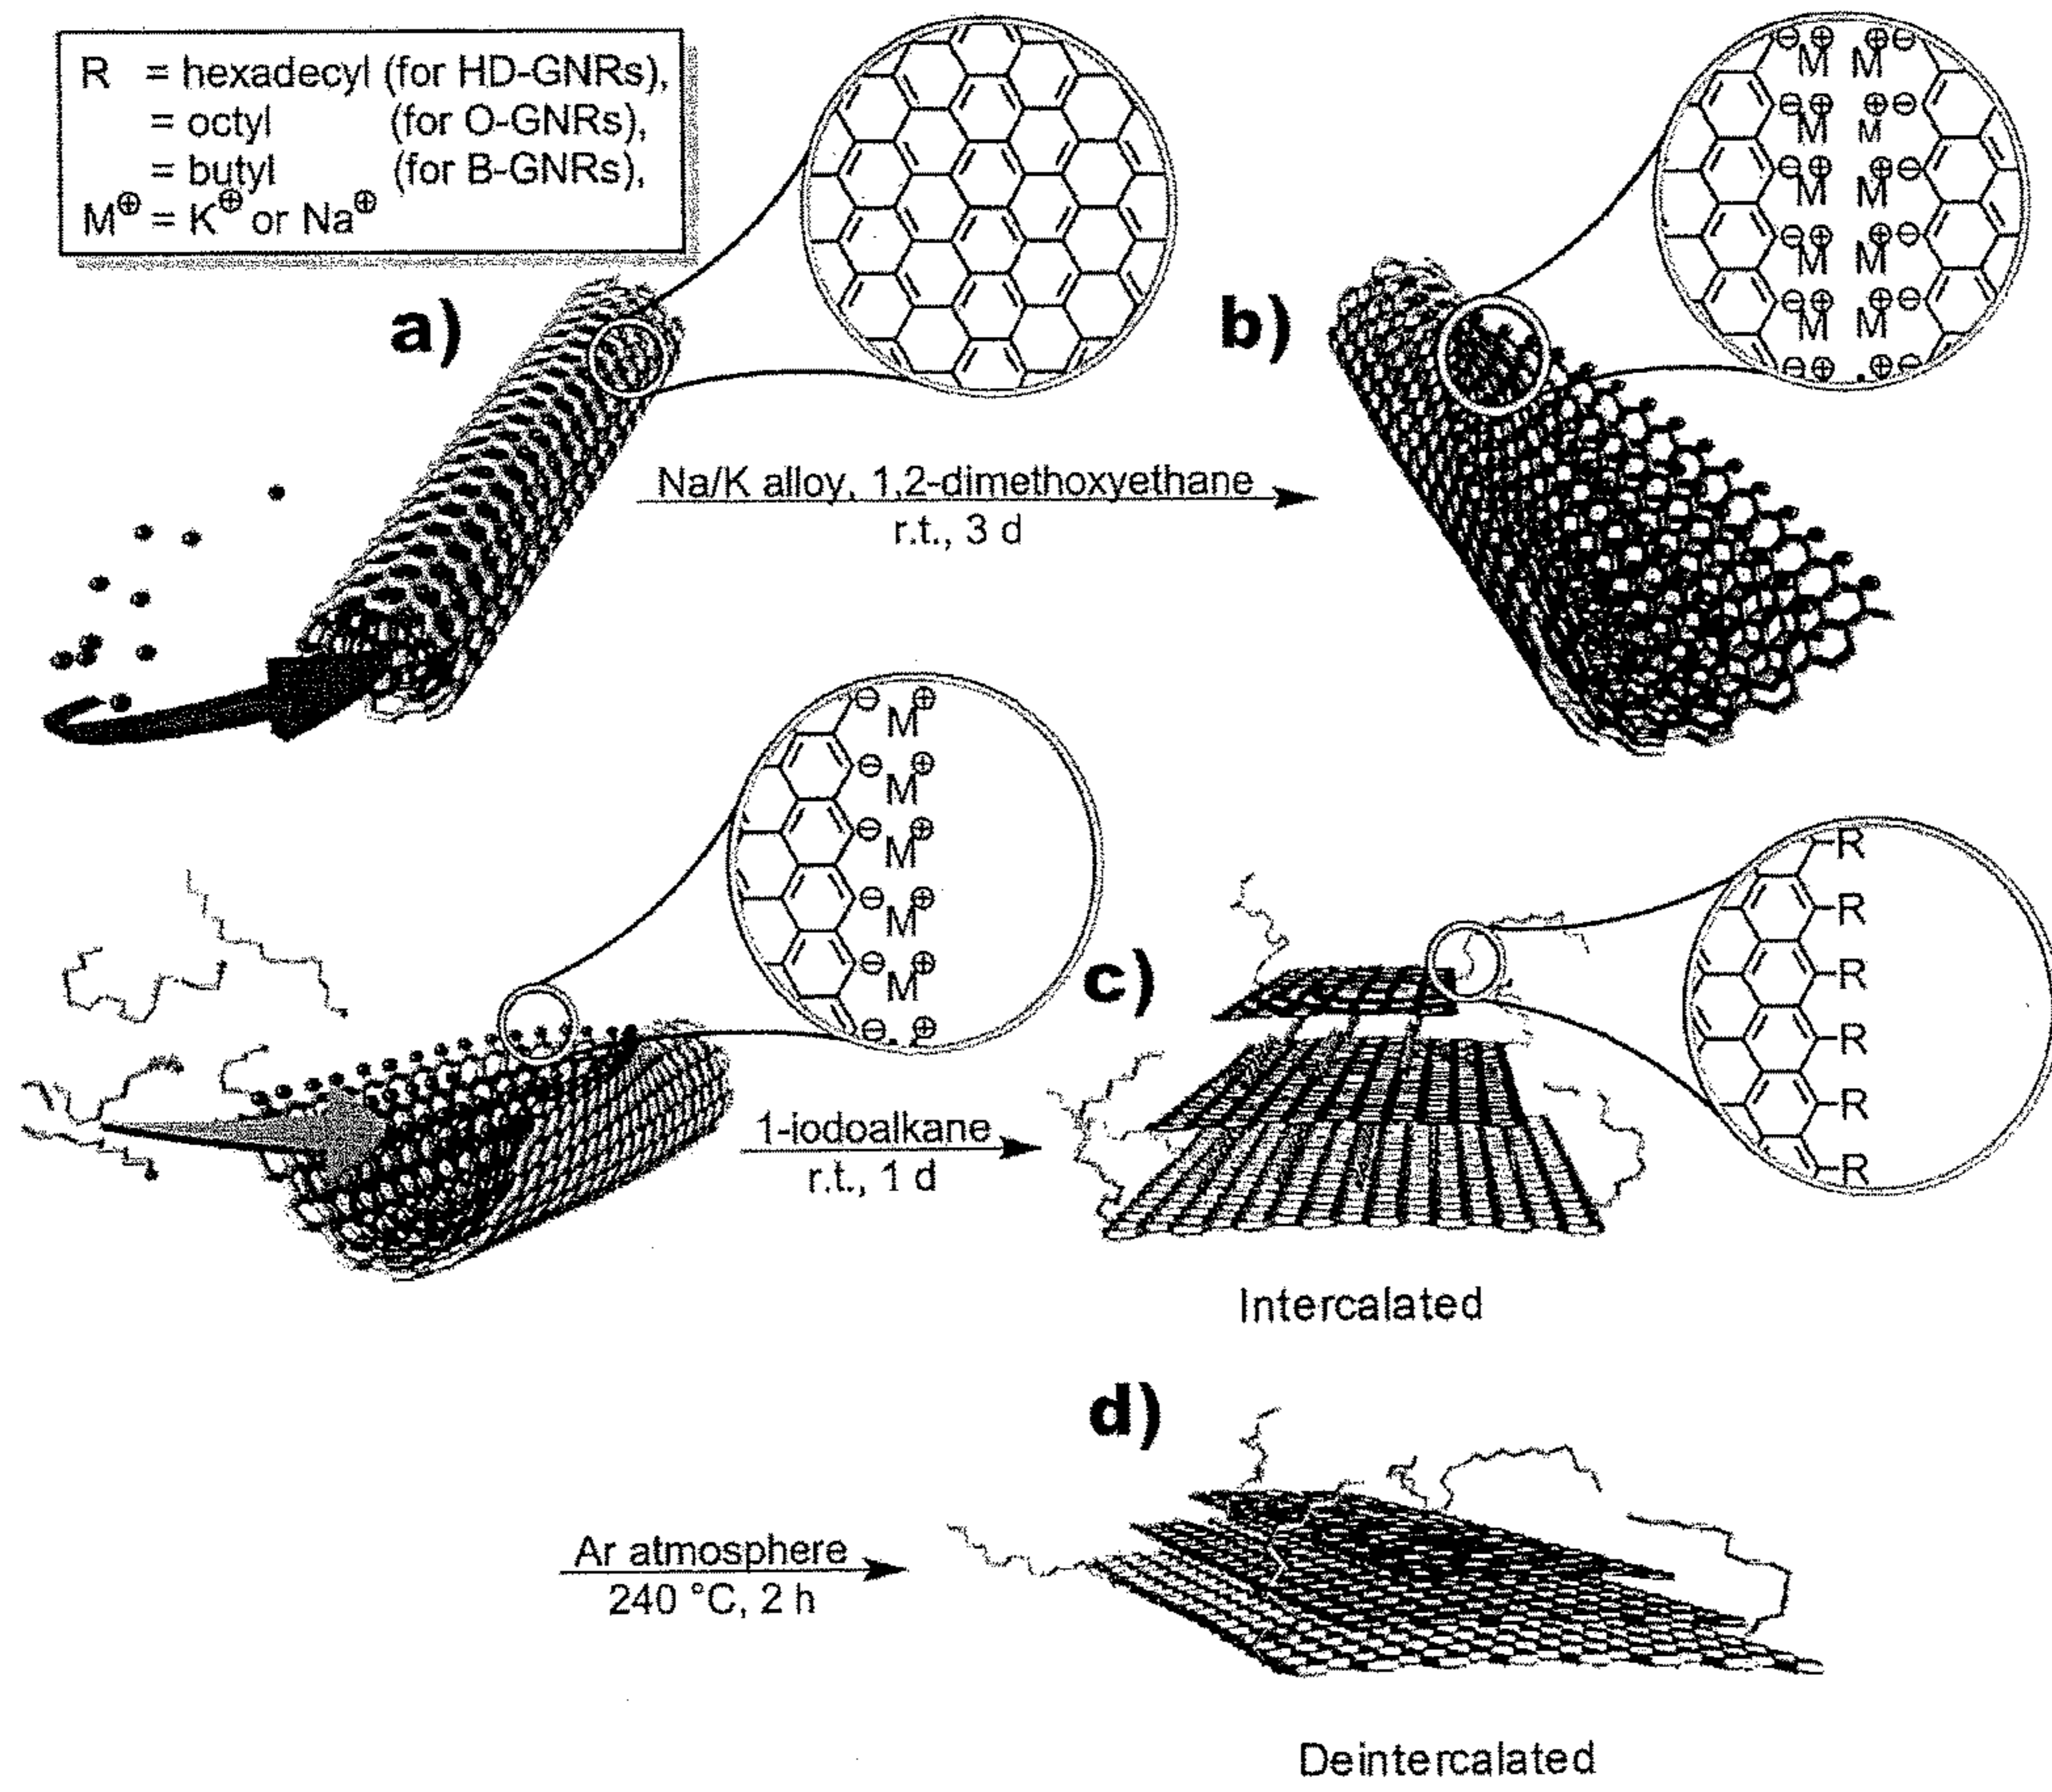 R = hexadecyl (for HD-GNRs),
= octyl (for O-GNRs),
= butyl (for B-GNRs),
M⊕ = K⊕ or Na⊕
a)
b)
⊖ ⊕ ⊕ ⊖
M M
⊖ ⊕ ⊕ ⊖
M M
⊖ ⊕ ⊕ ⊖
M M
⊖ ⊕ ⊕ ⊖
M M
⊖ ⊕ ⊕ ⊖
M M
⊖ ⊕ ⊕ ⊖
Na/K alloy, 1,2-dimethoxyethane
r.t., 3 d
⊖ M⊕
⊖ M⊕
⊖ M⊕
⊖ M⊕
⊖ M⊕
⊖ ⊕
1-iodoalkane
r.t., 1 d
c)
R
R
R
R
R
R
Intercalated
d)
Ar atmosphere
240 °C, 2 h
Deintercalated